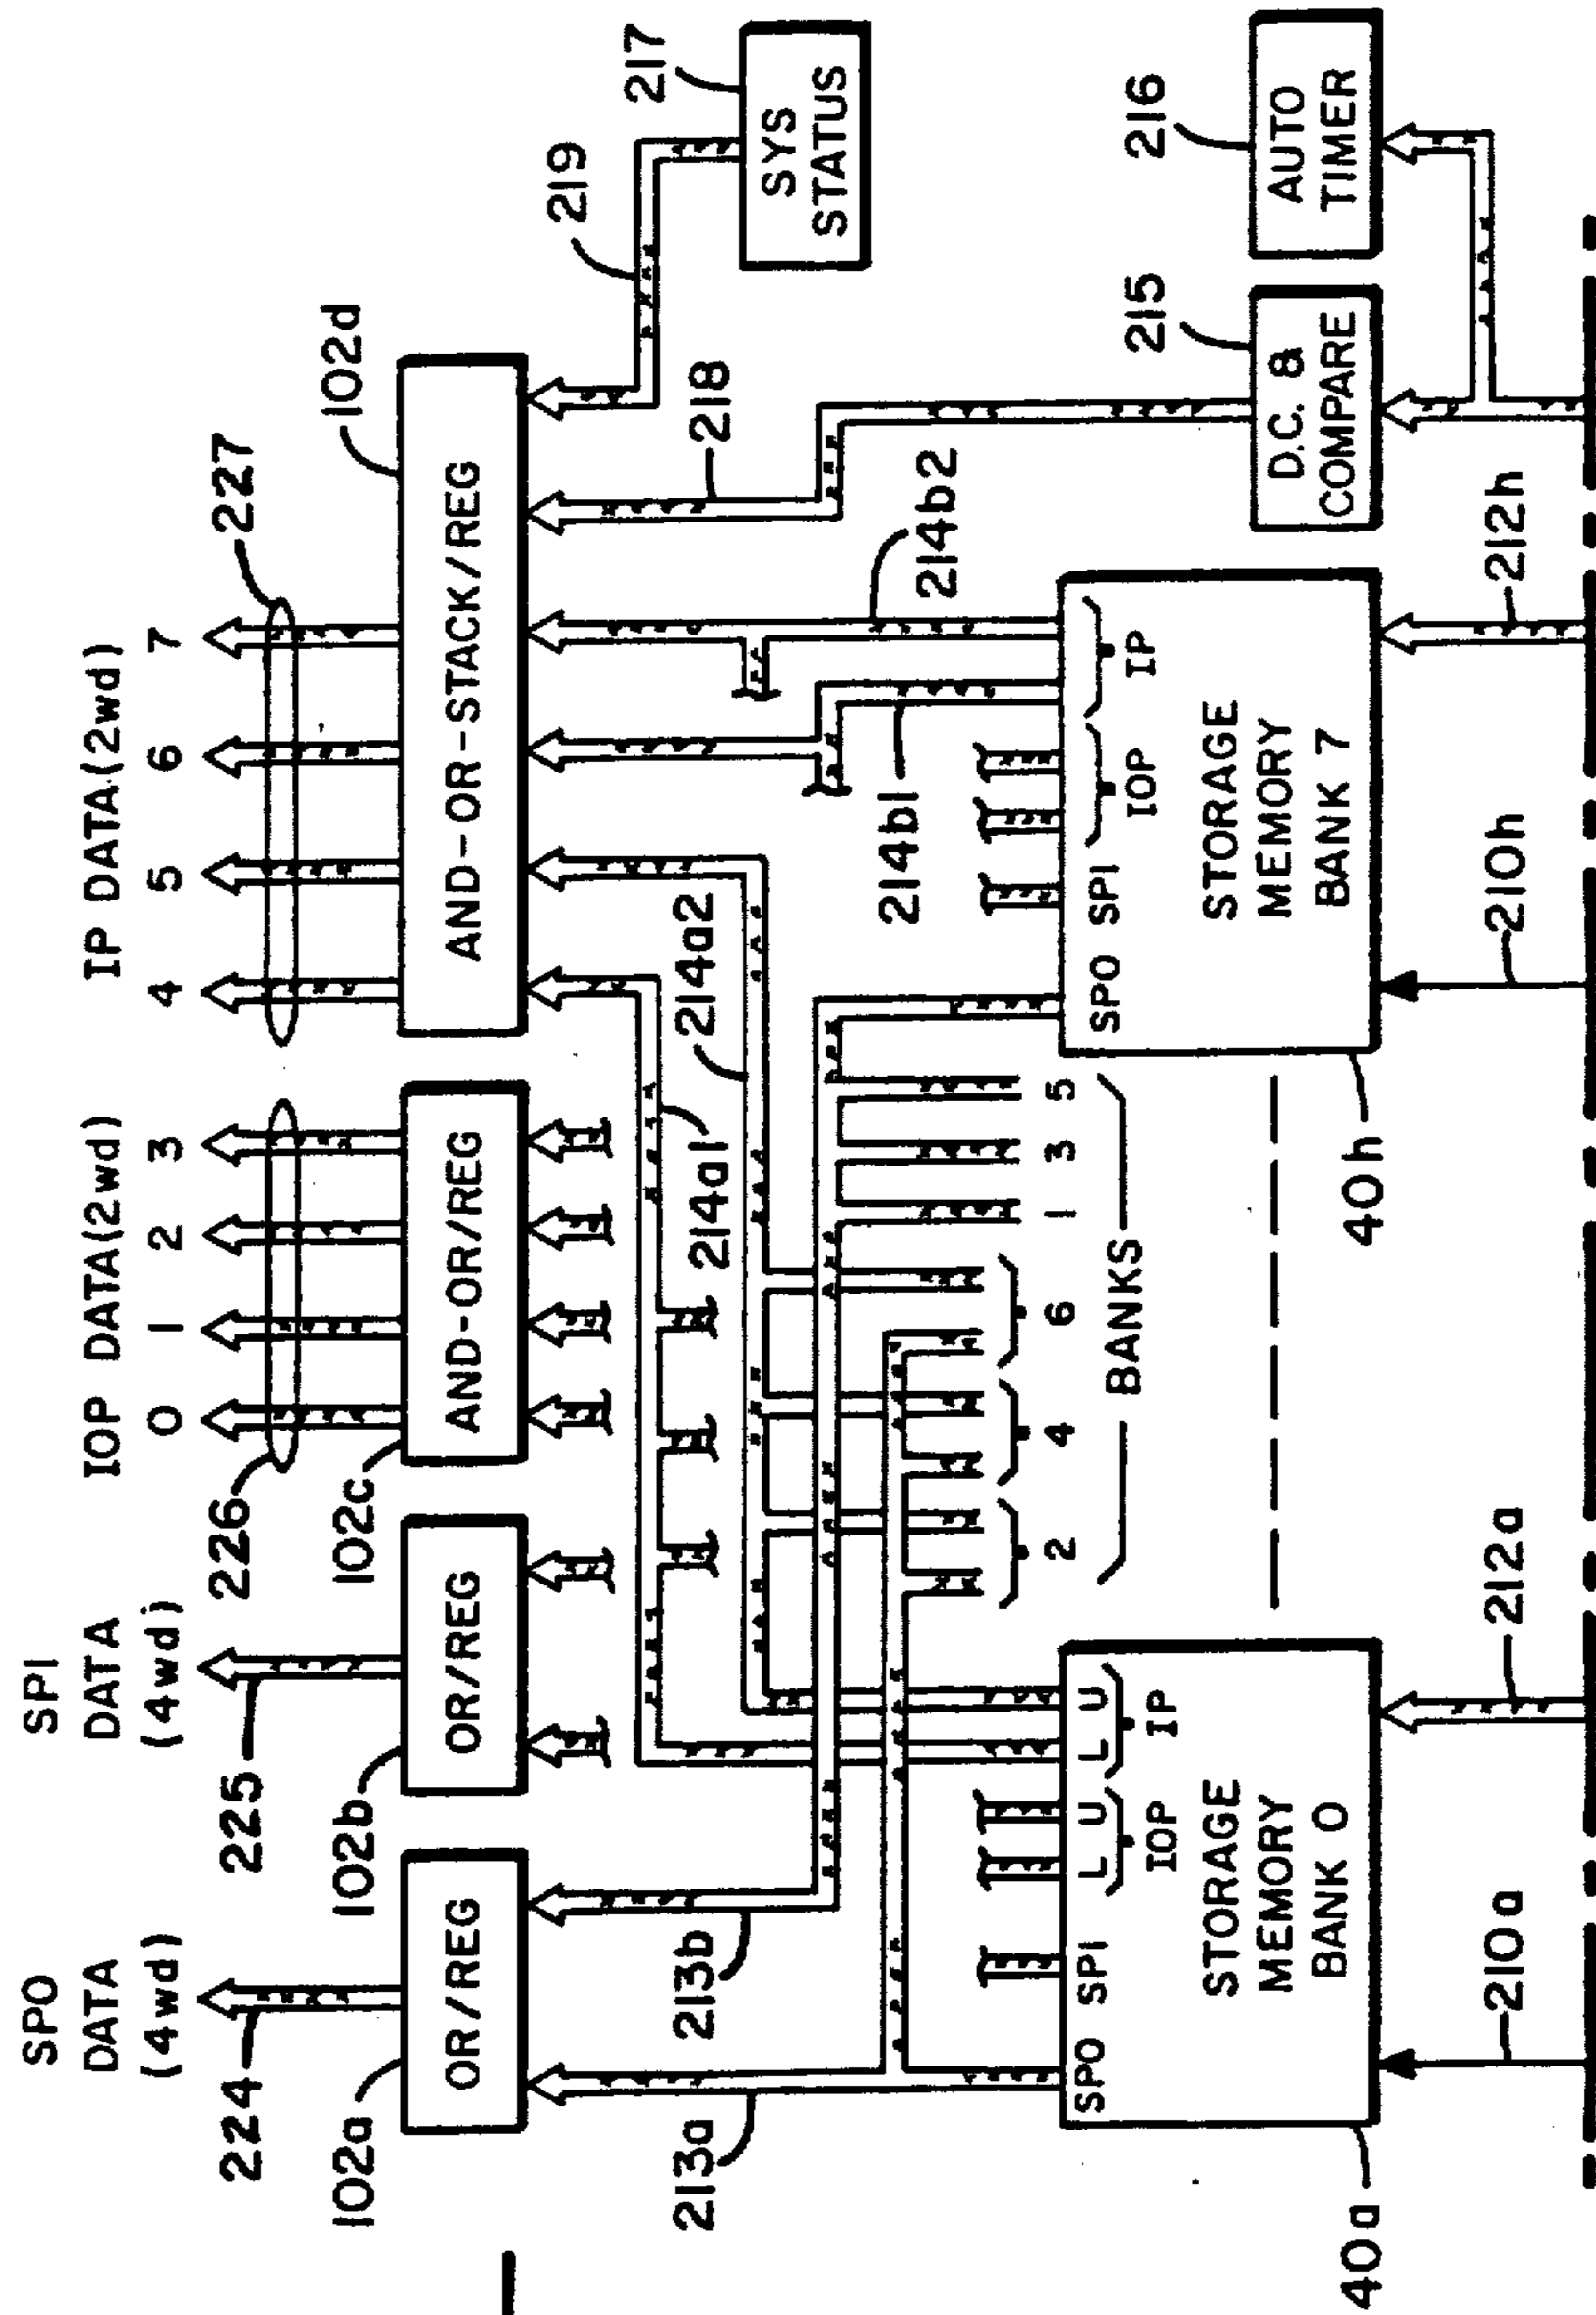 SPO
DATA
(4wd)
SPI
DATA
(4wd)
IOP DATA(2wd)
0 1 2 3
IP DATA(2wd)
4 5 6 7
224
225
226
227
102a
102b
102c
102d
OR/REG
OR/REG
AND-OR/REG
AND-OR-STACK/REG
219
217
SYS
STATUS
213a
213b
214a1
214a2
218
214b1
214b2
2 4 6 1 3 5
BANKS
SPO SPI L U L U
IOP IP
STORAGE
MEMORY
BANK 0
SPO SPI IOP IP
STORAGE
MEMORY
BANK 7
215
D.C. &
COMPARE
216
AUTO
TIMER
40a
210a
212a
40h
210h
212h